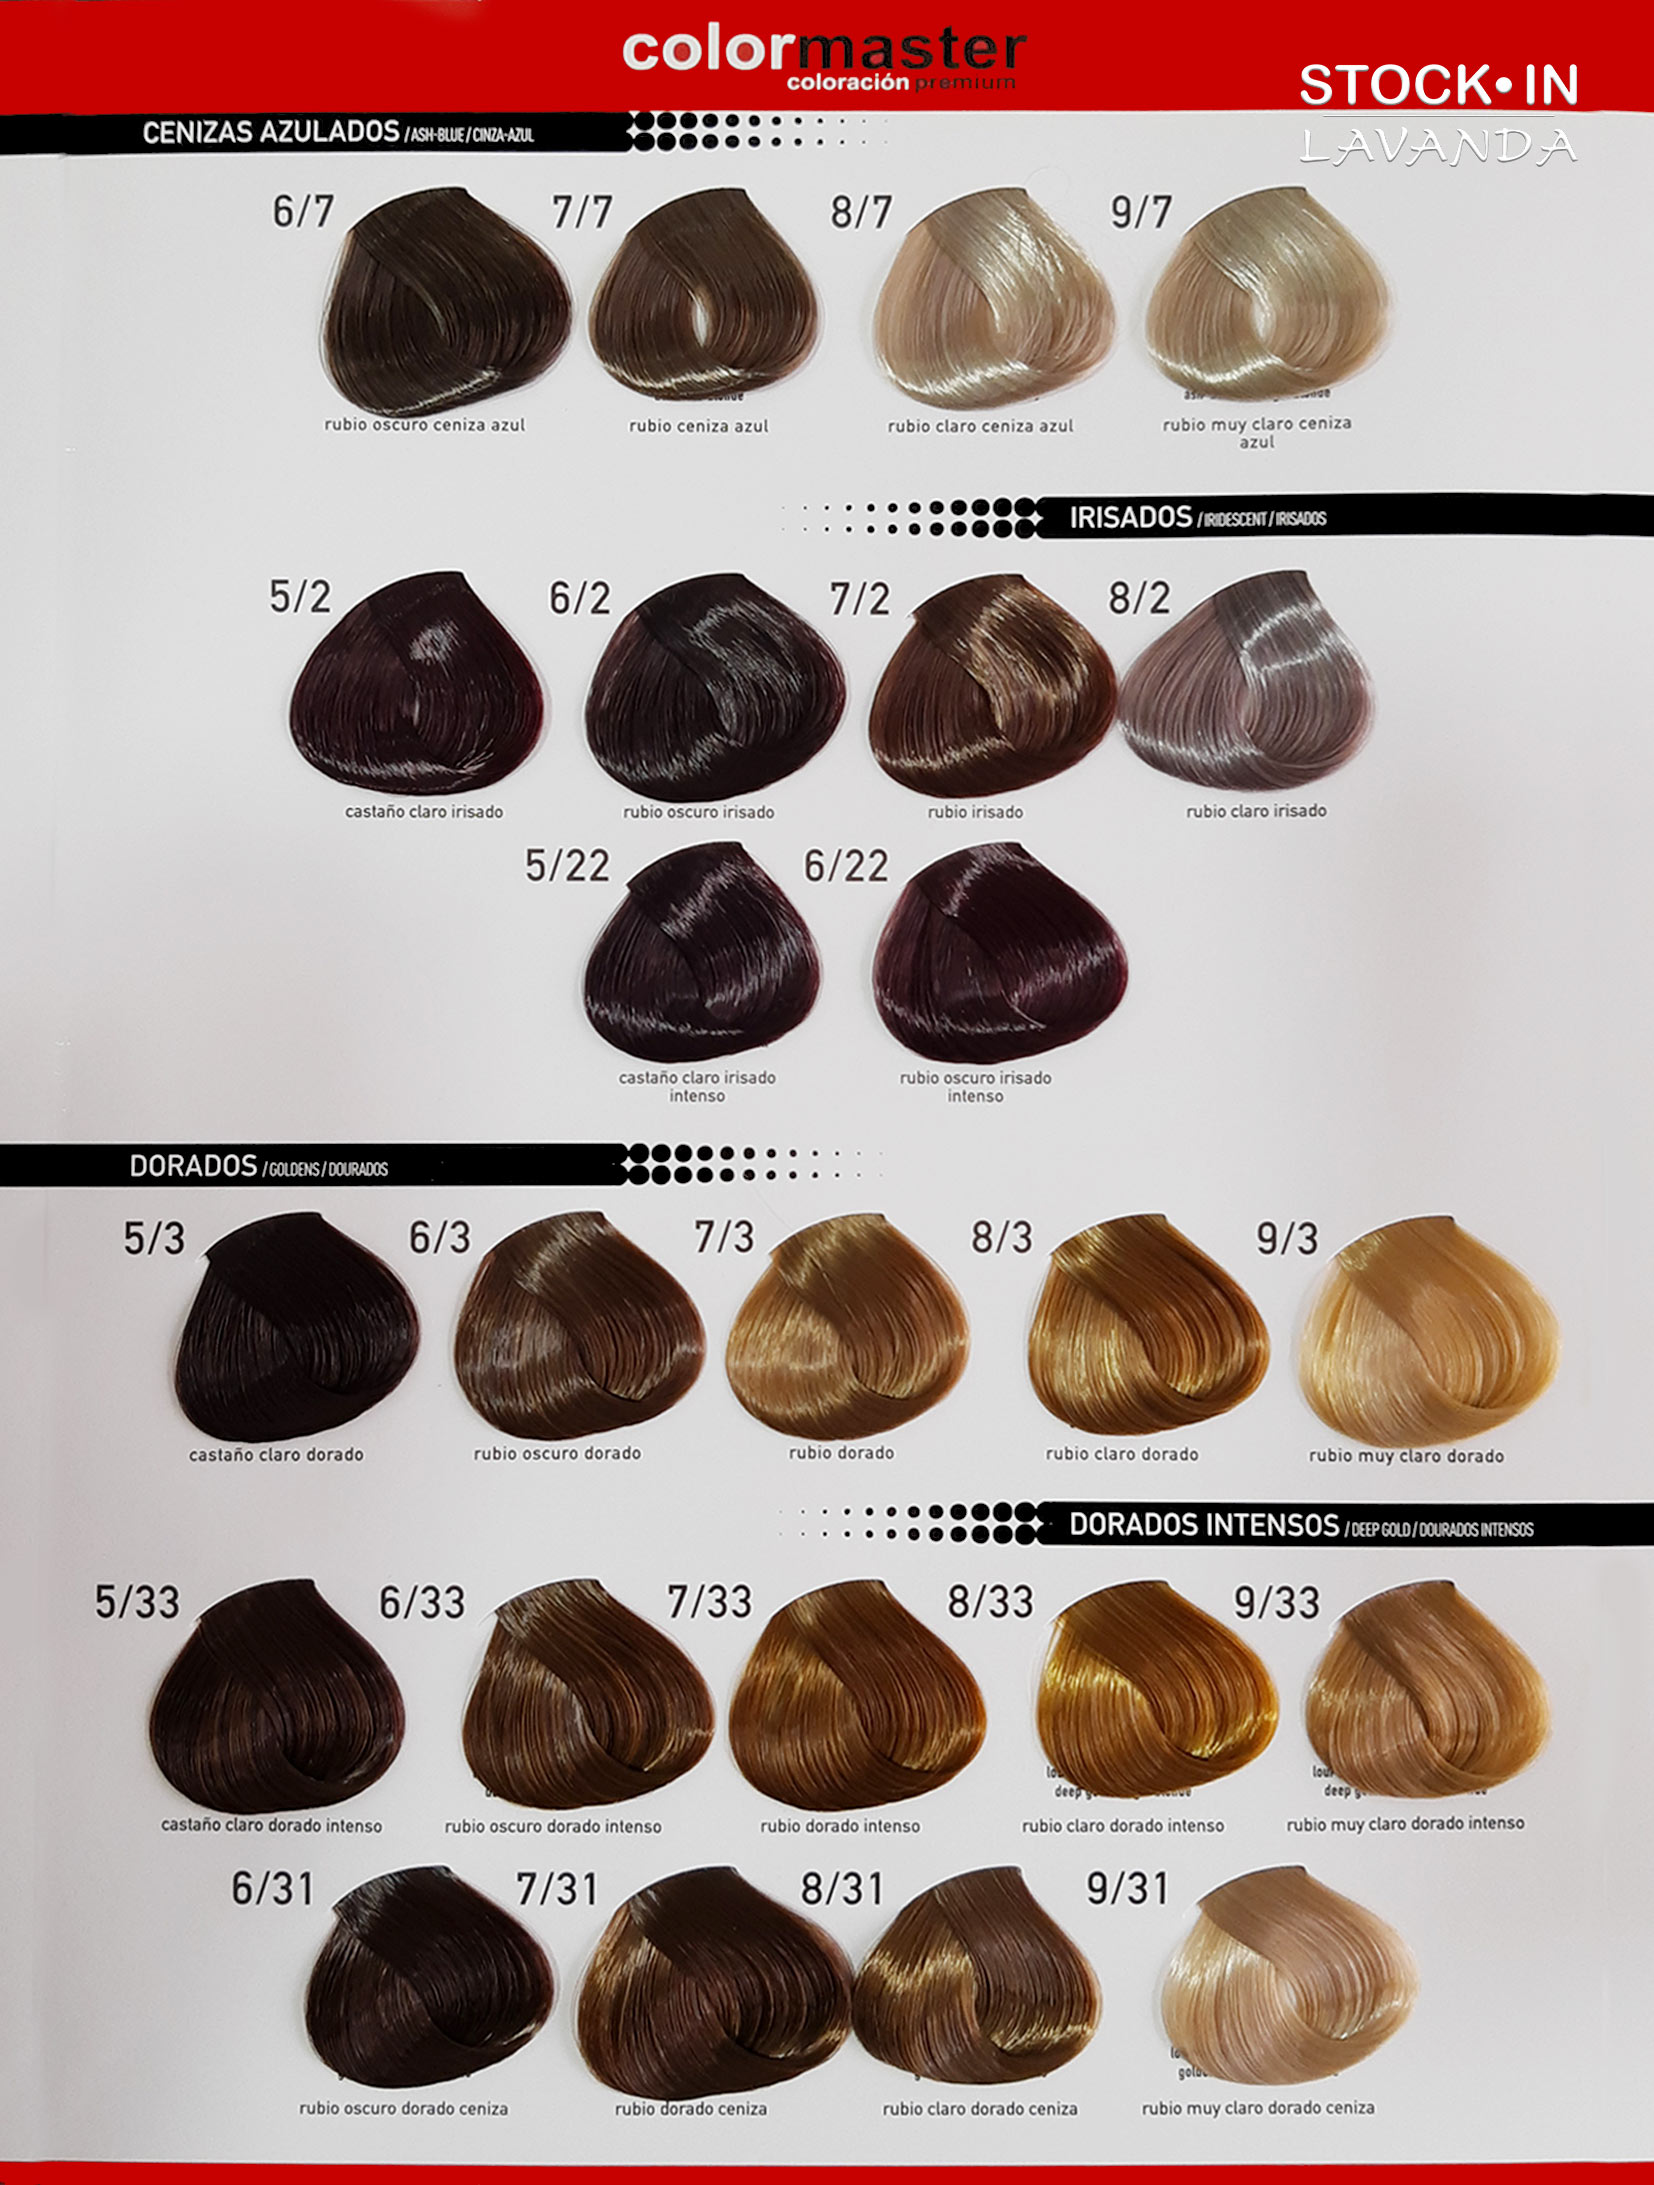 colormaster
coloración premium
STOCK•IN
LAVANDA
CENIZAS AZULADOS / ASH-BLUE / CINZA-AZUL
6/7 7/7 8/7 9/7
rubio oscuro ceniza azul
rubio ceniza azul
rubio claro ceniza azul
rubio muy claro ceniza
azul
IRISADOS / IRIDESCENT / IRISADOS
5/2 6/2 7/2 8/2
castaño claro irisado
rubio oscuro irisado
rubio irisado
rubio claro irisado
5/22 6/22
castaño claro irisado
intenso
rubio oscuro irisado
intenso
DORADOS / GOLDENS / DOURADOS
5/3 6/3 7/3 8/3 9/3
castaño claro dorado
rubio oscuro dorado
rubio dorado
rubio claro dorado
rubio muy claro dorado
DORADOS INTENSOS / DEEP GOLD / DOURADOS INTENSOS
5/33 6/33 7/33 8/33 9/33
deep
deep
castaño claro dorado intenso
rubio oscuro dorado intenso
rubio dorado intenso
rubio claro dorado intenso
rubio muy claro dorado intenso
6/31 7/31 8/31 9/31
rubio oscuro dorado ceniza
rubio dorado ceniza
rubio claro dorado ceniza
rubio muy claro dorado ceniza